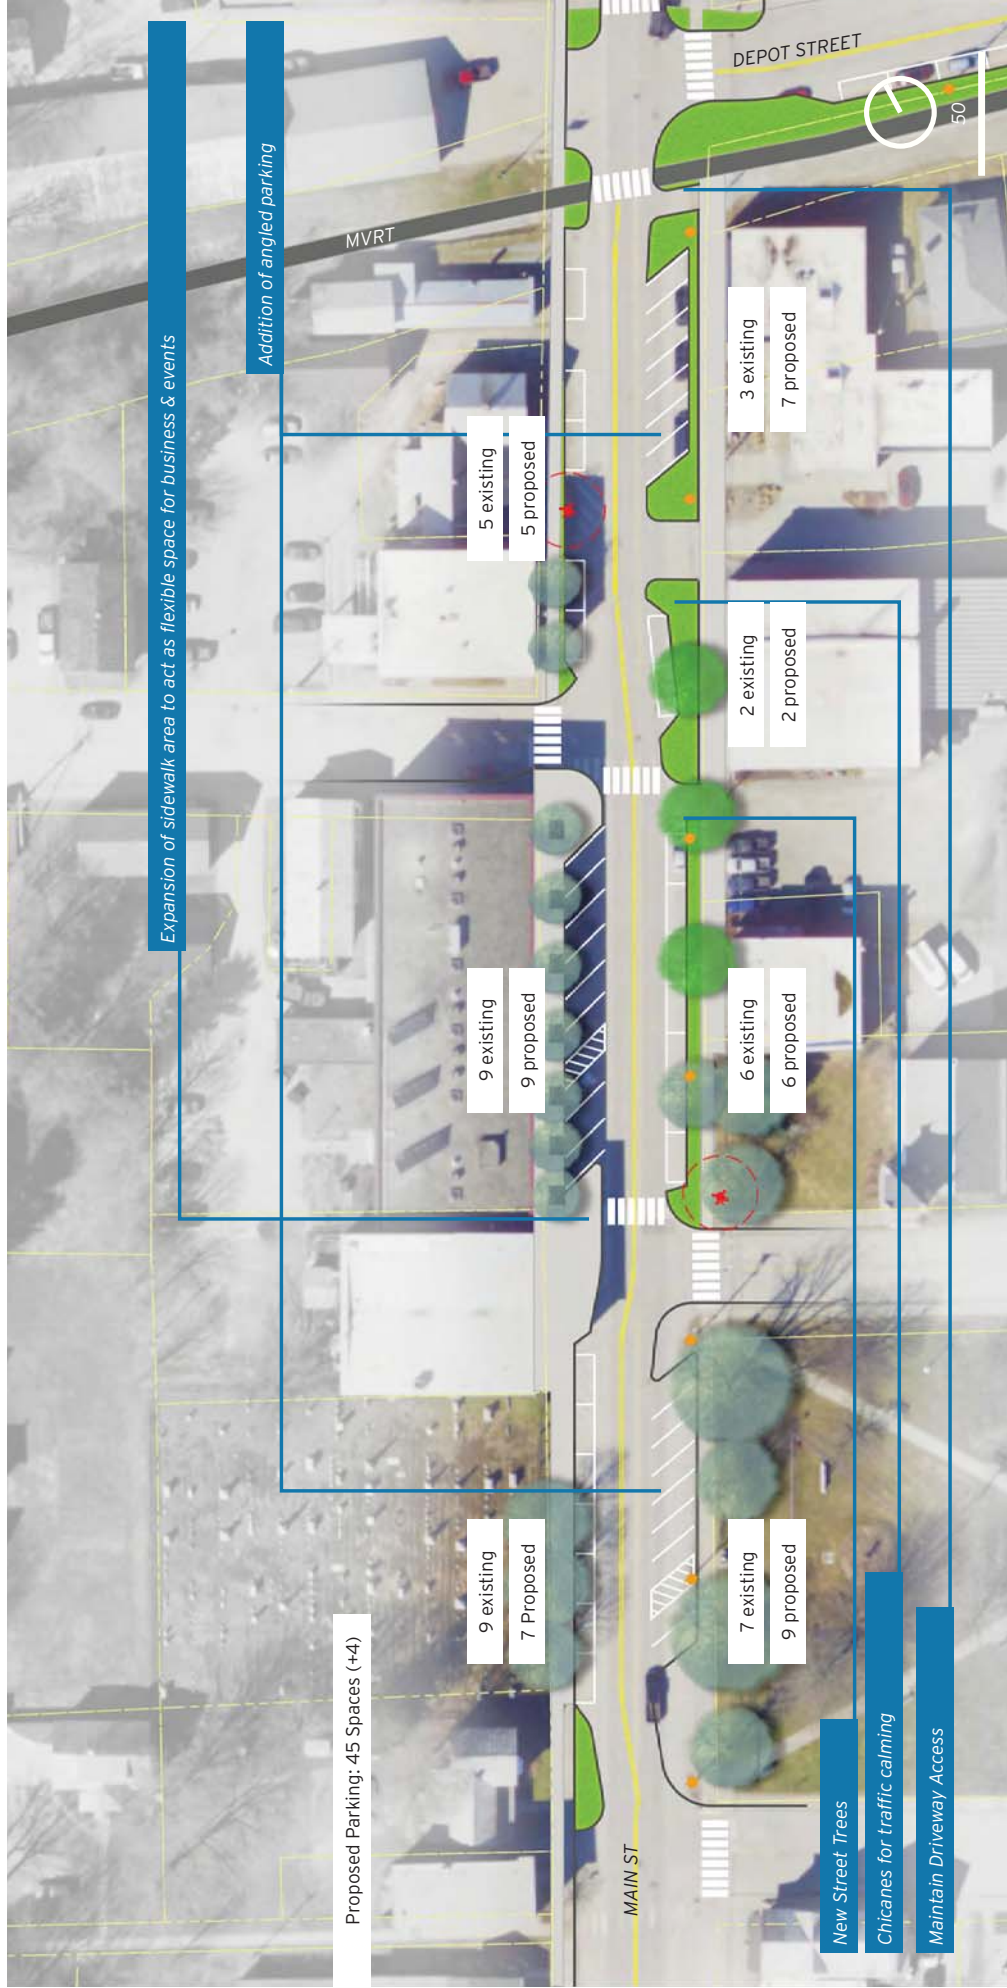 Expansion of sidewalk area to act as flexible space for business & events
Addition of angled parking
Proposed Parking: 45 Spaces (+4)
MVRT
9 existing
7 Proposed
9 existing
9 proposed
5 existing
5 proposed
DEPOT STREET
MAIN ST
7 existing
9 proposed
6 existing
6 proposed
2 existing
2 proposed
3 existing
7 proposed
50
New Street Trees
Chicanes for traffic calming
Maintain Driveway Access